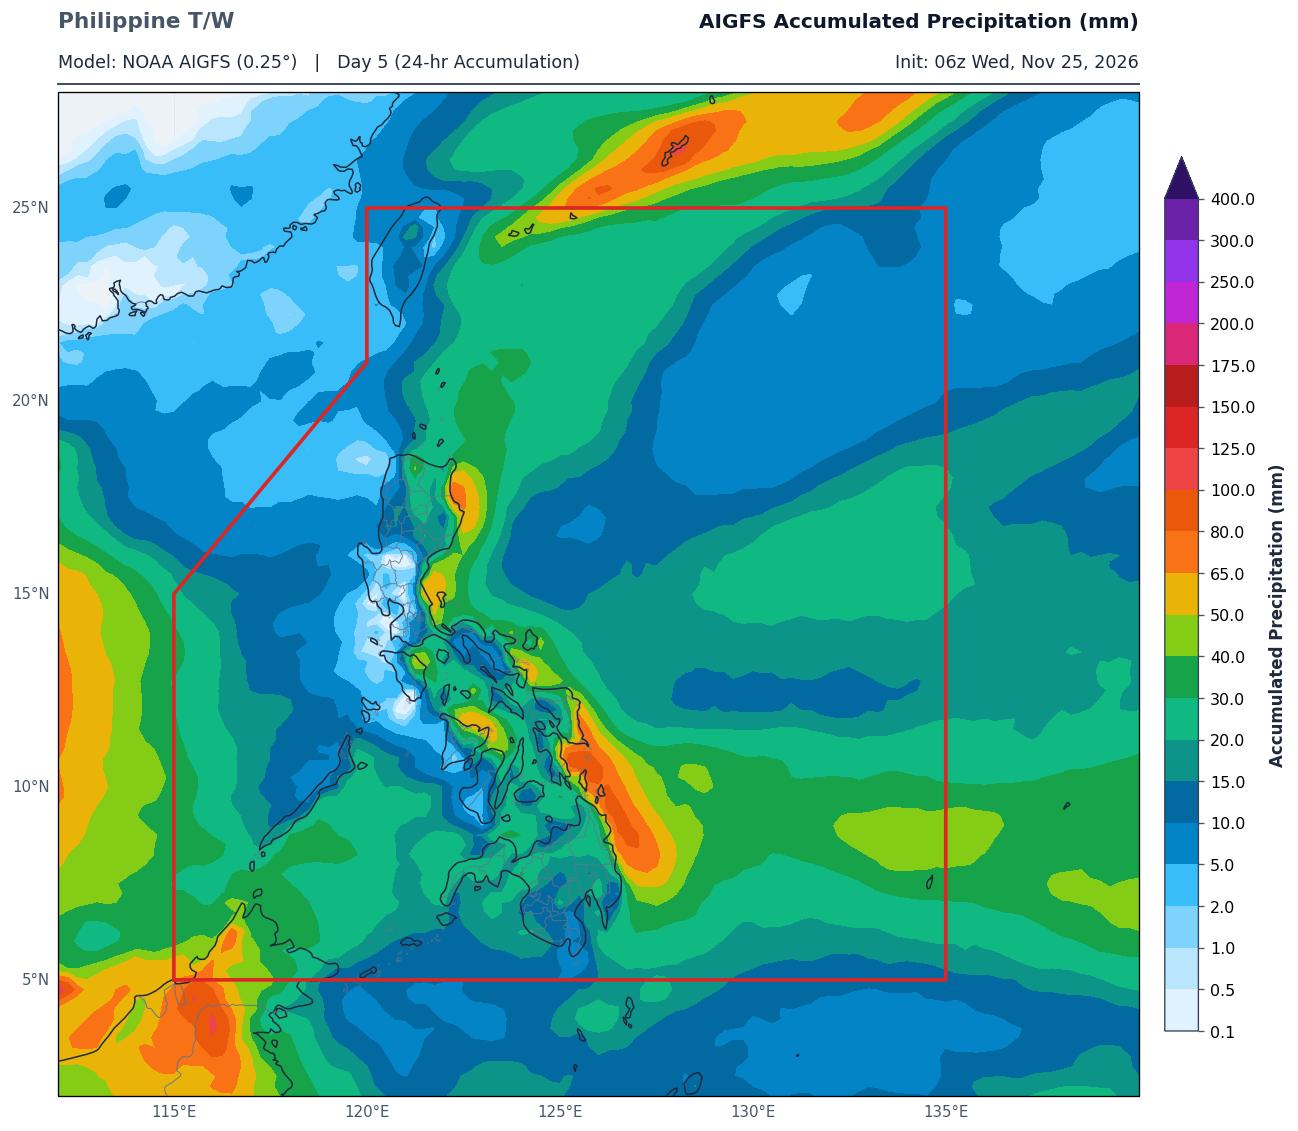 Philippine T/W
AIGFS Accumulated Precipitation (mm)
Model: NOAA AIGFS (0.25°) | Day 5 (24-hr Accumulation)
Init: 06z Wed, Nov 25, 2026
25°N
20°N
15°N
10°N
5°N
115°E
120°E
125°E
130°E
135°E
400.0
300.0
250.0
200.0
175.0
150.0
125.0
100.0
80.0
65.0
50.0
40.0
30.0
20.0
15.0
10.0
5.0
2.0
1.0
0.5
0.1
Accumulated Precipitation (mm)